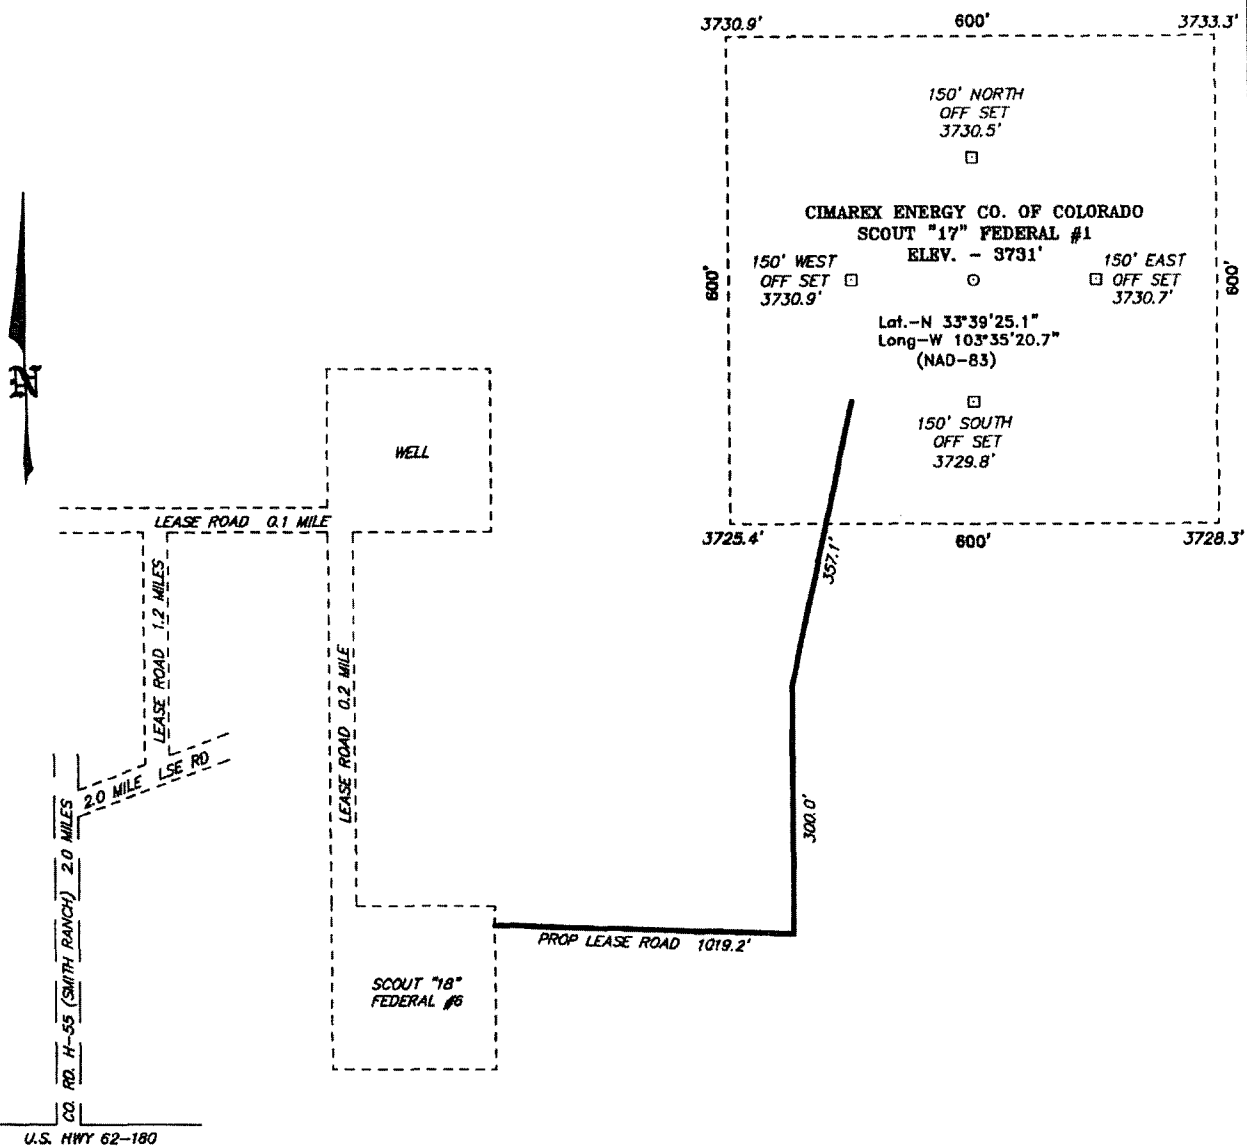 3730.9'
600'
3733.3'
150' NORTH
OFF SET
3730.5'
CIMAREX ENERGY CO. OF COLORADO
SCOUT "17" FEDERAL #1
ELEV. - 3731'
600'
150' WEST
OFF SET
3730.9'
150' EAST
OFF SET
3730.7'
600'
Lat.-N 33°39'25.1"
Long-W 103°35'20.7"
(NAD-83)
150' SOUTH
OFF SET
3729.8'
3725.4'
600'
3728.3'
N
WELL
LEASE ROAD 0.1 MILE
LEASE ROAD 1.2 MILES
LEASE ROAD 0.2 MILE
357.1'
300.0'
2.0 MILE LSE RD
CO. RD. H-55 (SMITH RANCH) 2.0 MILES
PROP LEASE ROAD 1019.2'
SCOUT "18"
FEDERAL #6
U.S. HWY 62-180